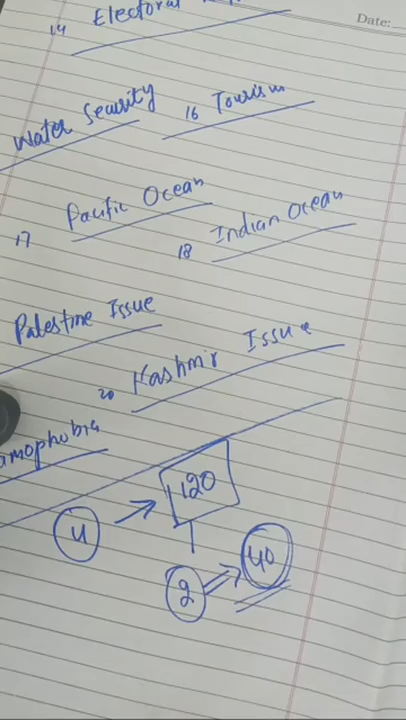 Date:
14 Electoral
Water Security
16 Tourism
17 Pacific Ocean
18 Indian Ocean
Palestine Issue
20 Kashmir Issue
amophobia
4
120
2
40